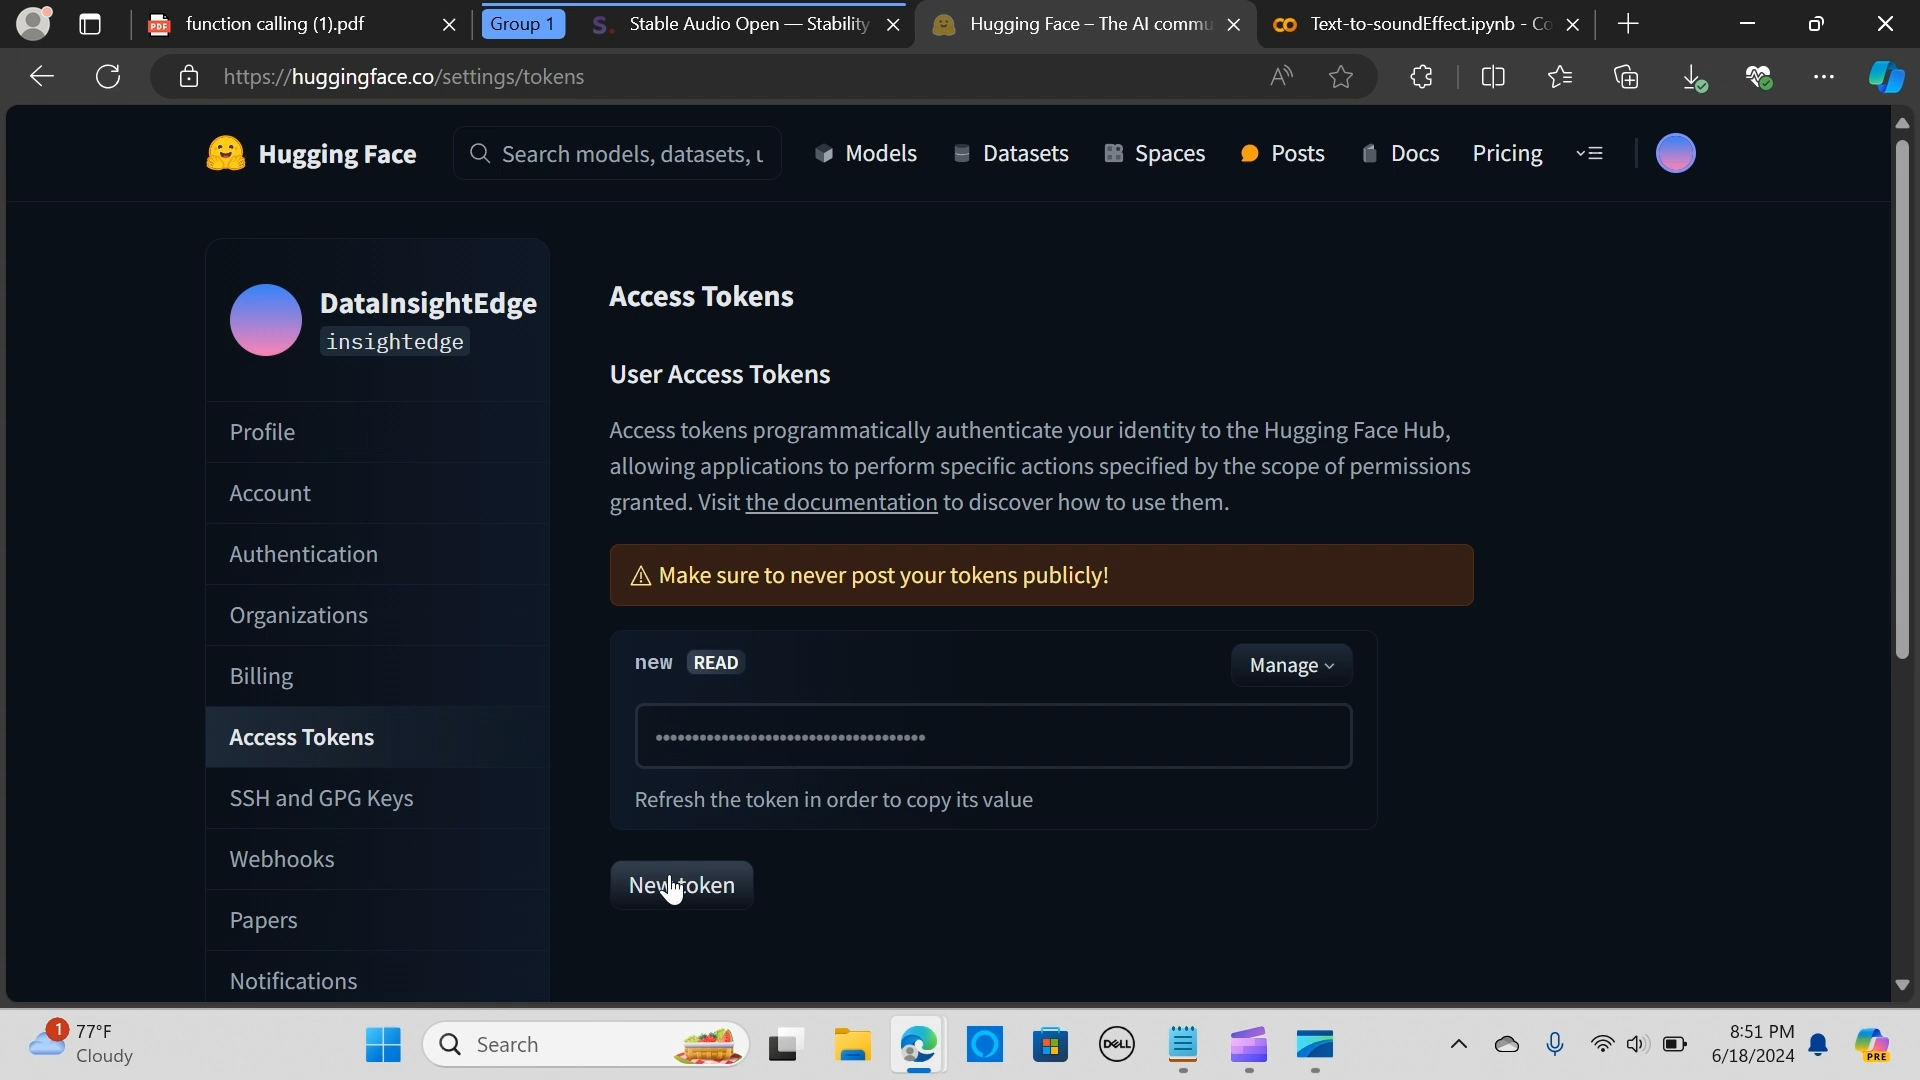 function calling (1).pdf
Group 1
Stable Audio Open — Stability
Hugging Face – The AI commu
Text-to-soundEffect.ipynb - Co
https://huggingface.co/settings/tokens
Hugging Face
Search models, datasets, u
Models
Datasets
Spaces
Posts
Docs
Pricing
DataInsightEdge
insightedge
Profile
Account
Authentication
Organizations
Billing
Access Tokens
SSH and GPG Keys
Webhooks
Papers
Notifications
Access Tokens
User Access Tokens
Access tokens programmatically authenticate your identity to the Hugging Face Hub,
allowing applications to perform specific actions specified by the scope of permissions
granted. Visit the documentation to discover how to use them.
⚠ Make sure to never post your tokens publicly!
new READ
Manage
Refresh the token in order to copy its value
New token
1
77°F
Cloudy
Search
DELL
8:51 PM
6/18/2024
PRE